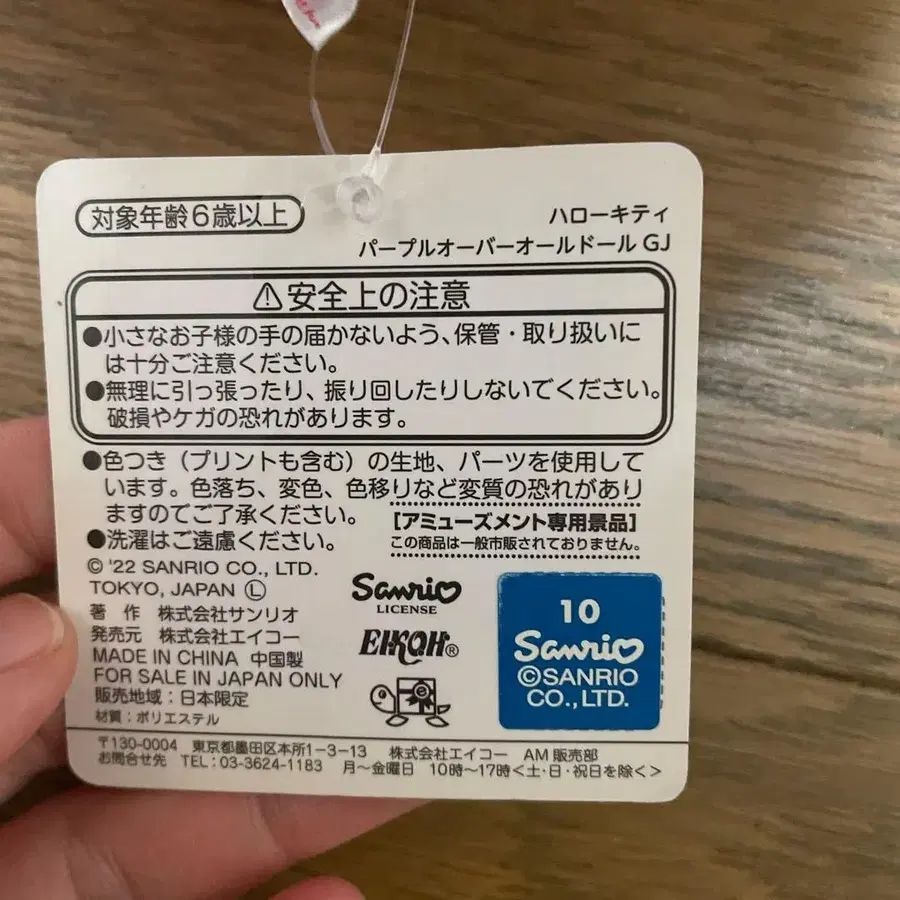 対象年齢6歳以上
ハローキティ
パープルオーバーオールドールGJ
⚠安全上の注意
●小さなお子様の手の届かないよう、保管・取り扱いに
は十分ご注意ください。
●無理に引っ張ったり、振り回したりしないでください。
破損やケガの恐れがあります。
●色つき（プリントも含む）の生地、パーツを使用して
います。色落ち、変色、色移りなど変質の恐れがあり
ますのでご了承ください。
●洗濯はご遠慮ください。
【アミューズメント専用景品】
この商品は一般市販されておりません。
© '22 SANRIO CO., LTD.
TOKYO, JAPAN Ⓛ
著 作 株式会社サンリオ
発売元 株式会社エイコー
MADE IN CHINA 中国製
FOR SALE IN JAPAN ONLY
販売地域：日本限定
材質：ポリエステル
Sanrio
LICENSE
EIKOH®
10
Sanrio
©SANRIO
CO., LTD.
〒130-0004 東京都墨田区本所1-3-13 株式会社エイコー AM販売部
お問合せ先 TEL：03-3624-1183 月〜金曜日 10時〜17時＜土・日・祝日を除く＞